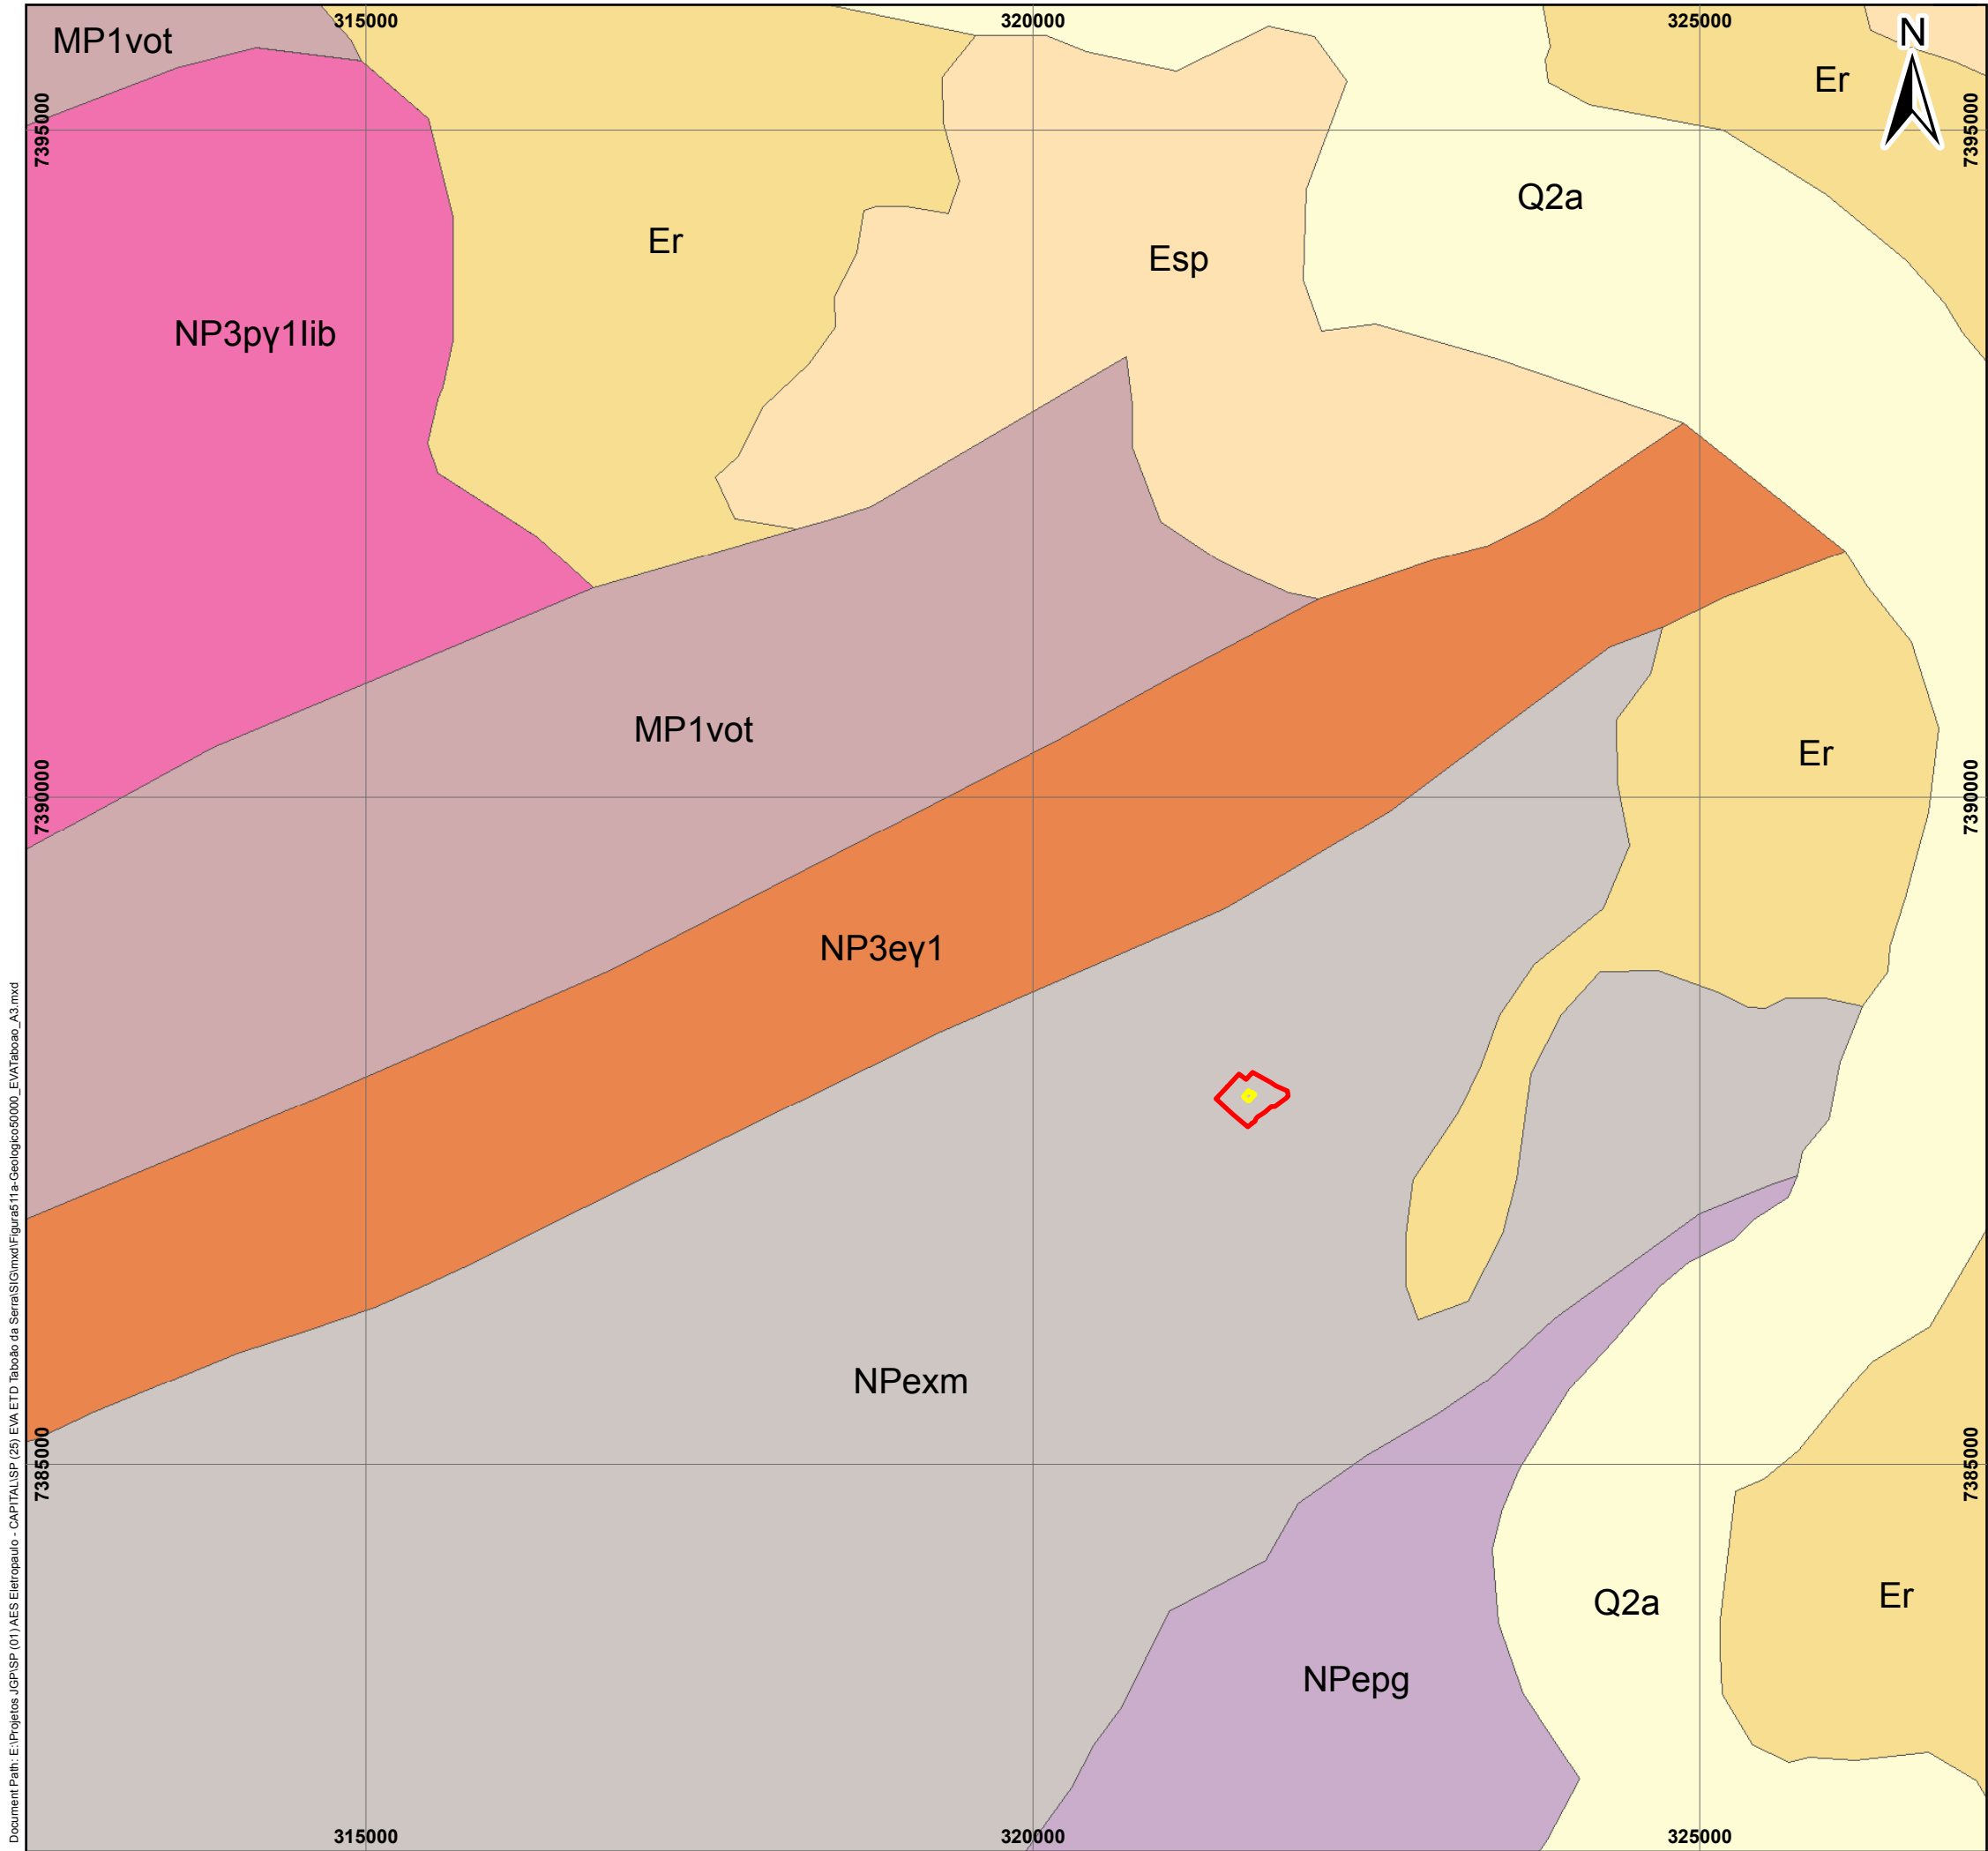 315000
320000
325000
MP1vot
N
Er
7395000
7395000
Q2a
Er
Esp
NP3pγ1lib
MP1vot
Er
7390000
7390000
NP3eγ1
NPexm
7385000
7385000
Q2a
Er
NPepg
315000
320000
325000
Document Path: E:\Projetos JGP\SP (01) AES Eletropaulo - CAPITAL\SP (25) EVA ETD Taboão da Serra\SIG\mxd\Figura511a-Geologico50000_EVATaboao_A3.mxd